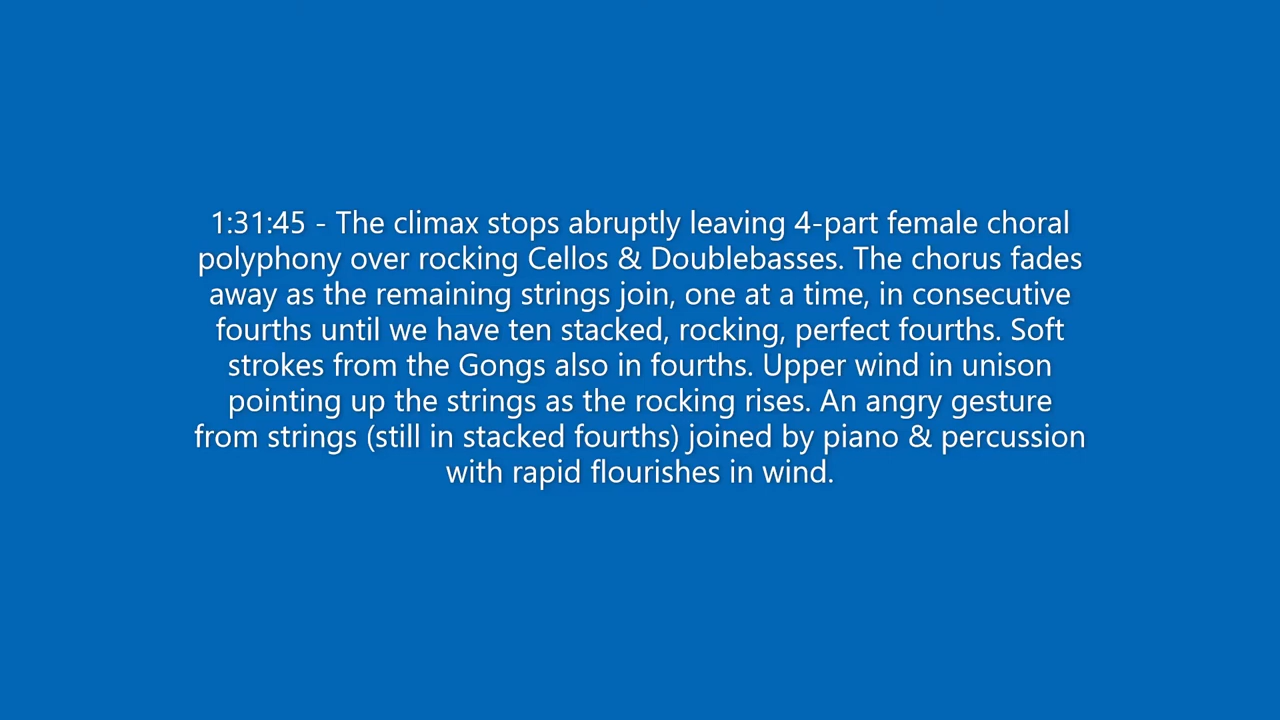 1:31:45 - The climax stops abruptly leaving 4-part female choral
polyphony over rocking Cellos & Doublebasses. The chorus fades
away as the remaining strings join, one at a time, in consecutive
fourths until we have ten stacked, rocking, perfect fourths. Soft
strokes from the Gongs also in fourths. Upper wind in unison
pointing up the strings as the rocking rises. An angry gesture
from strings (still in stacked fourths) joined by piano & percussion
with rapid flourishes in wind.